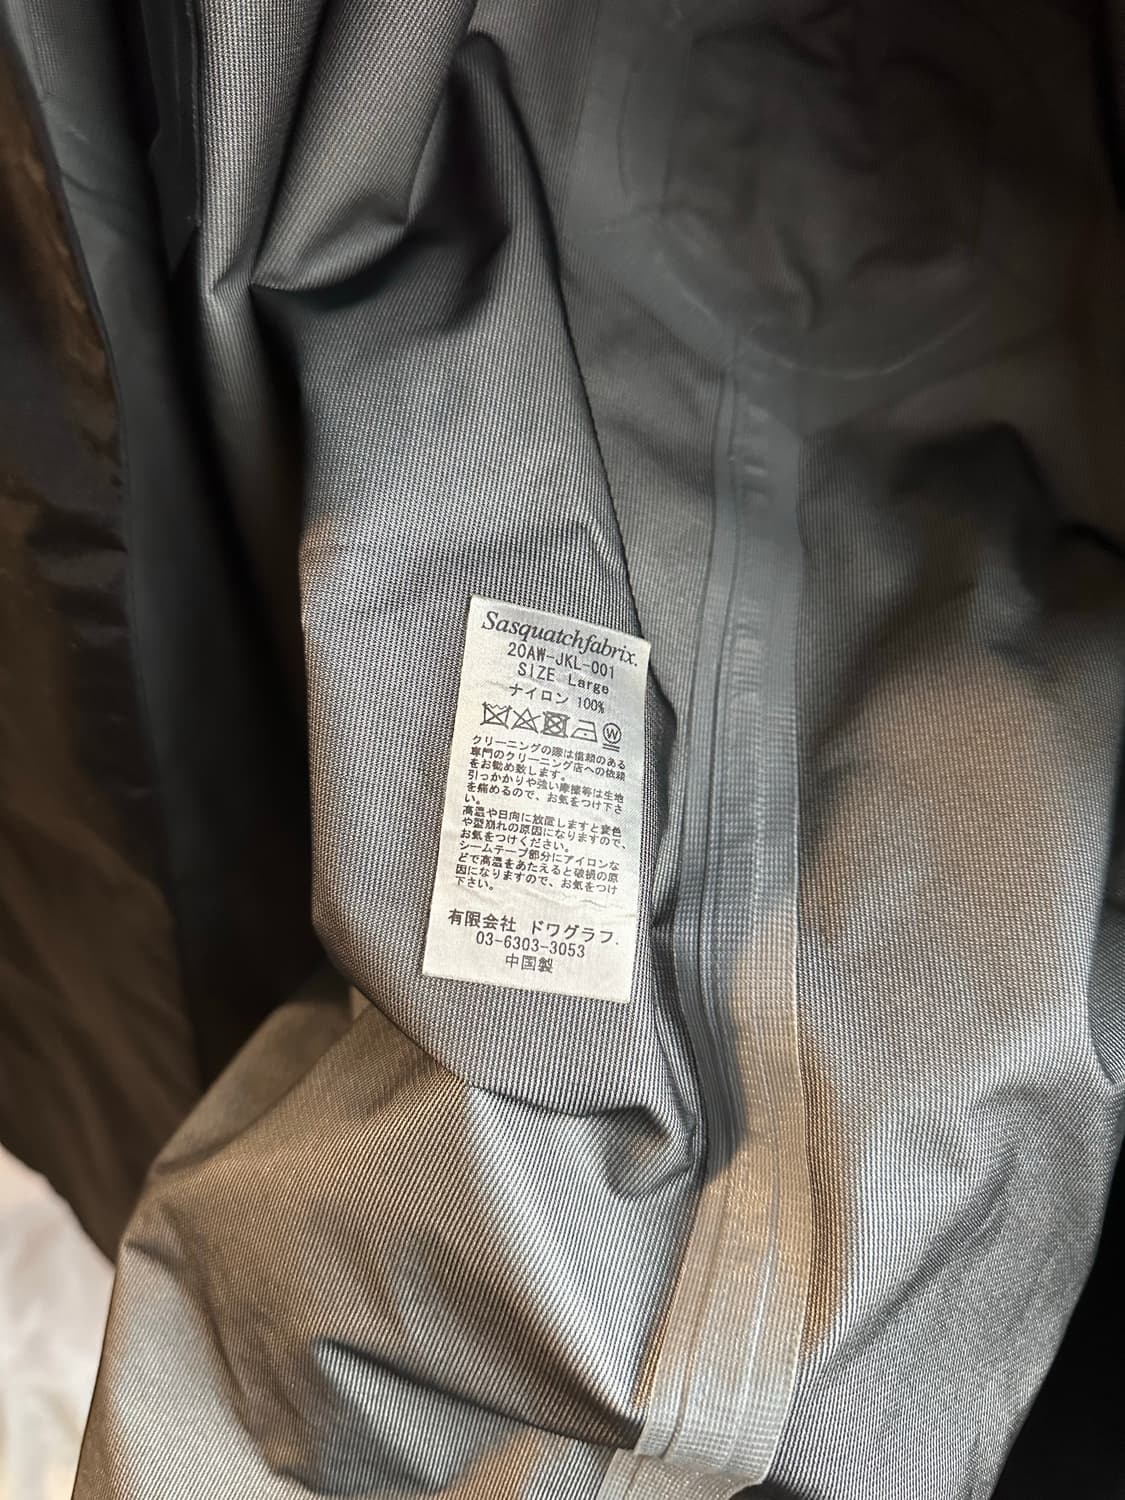 Sasquatchfabrix.
20AW-JKL-001
SIZE Large
ナイロン 100%
W
クリーニングの際は信頼のある
専門のクリーニング店への依頼
をお勧め致します。
引っかかりや強い摩擦等は生地
を痛めるので、お気をつけ下さ
い。
高温や日向に放置しますと変色
や型崩れの原因になりますので、
お気をつけください。
シームテープ部分にアイロンな
どで高温をあたえると破損の原
因になりますので、お気をつけ
下さい。
有限会社 ドワグラフ.
03-6303-3053
中国製